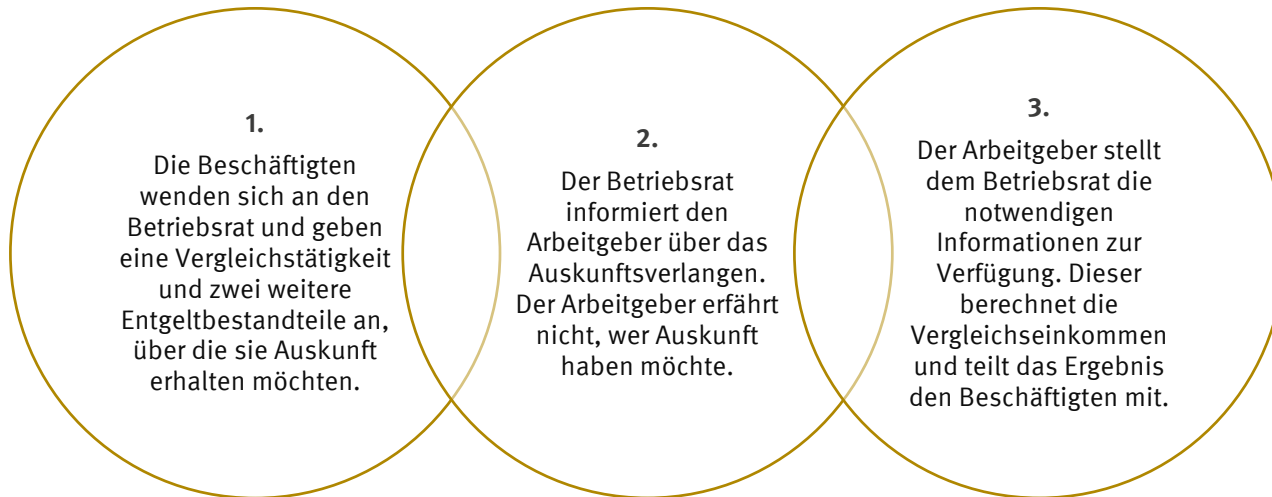 1.
Die Beschäftigten
wenden sich an den
Betriebsrat und geben
eine Vergleichstätigkeit
und zwei weitere
Entgeltbestandteile an,
über die sie Auskunft
erhalten möchten.
2.
Der Betriebsrat
informiert den
Arbeitgeber über das
Auskunftsverlangen.
Der Arbeitgeber erfährt
nicht, wer Auskunft
haben möchte.
3.
Der Arbeitgeber stellt
dem Betriebsrat die
notwendigen
Informationen zur
Verfügung. Dieser
berechnet die
Vergleichseinkommen
und teilt das Ergebnis
den Beschäftigten mit.